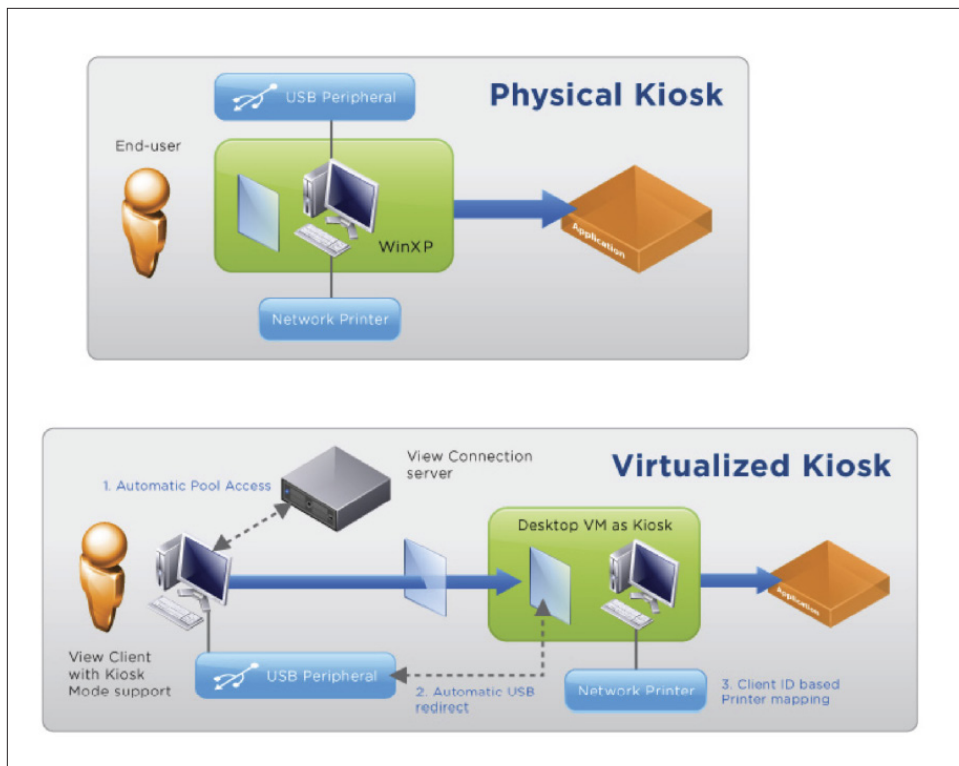 Physical Kiosk
USB Peripheral
End-user
WinXP
Application
Network Printer
Virtualized Kiosk
View Connection
server
1. Automatic Pool Access
Desktop VM as Kiosk
Application
View Client
with Kiosk
Mode support
USB Peripheral
2. Automatic USB
redirect
Network Printer
3. Client ID based
Printer mapping